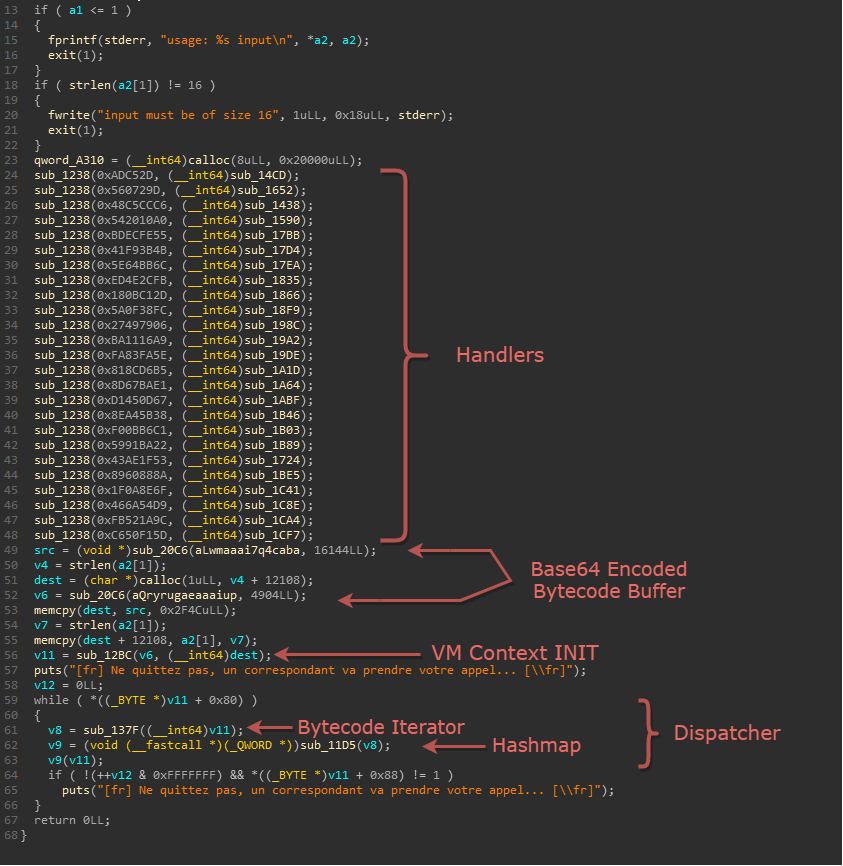 13 if ( a1 <= 1 )
14 {
15 fprintf(stderr, "usage: %s input\n", *a2, a2);
16 exit(1);
17 }
18 if ( strlen(a2[1]) != 16 )
19 {
20 fwrite("input must be of size 16", 1uLL, 0x18uLL, stderr);
21 exit(1);
22 }
23 qword_A310 = (__int64)calloc(8uLL, 0x20000uLL);
24 sub_1238(0xADC52D, (__int64)sub_14CD);
25 sub_1238(0x560729D, (__int64)sub_1652);
26 sub_1238(0x48C5CCC6, (__int64)sub_1438);
27 sub_1238(0x542010A0, (__int64)sub_1590);
28 sub_1238(0xBDECFE55, (__int64)sub_17BB);
29 sub_1238(0x41F93B4B, (__int64)sub_17D4);
30 sub_1238(0x5E64BB6C, (__int64)sub_17EA);
31 sub_1238(0xED4E2CFB, (__int64)sub_1835);
32 sub_1238(0x180BC12D, (__int64)sub_1866);
33 sub_1238(0x5A0F38FC, (__int64)sub_18F9);
34 sub_1238(0x27497906, (__int64)sub_198C);
35 sub_1238(0xBA1116A9, (__int64)sub_19A2);
36 sub_1238(0xFA83FA5E, (__int64)sub_19DE);
37 sub_1238(0x818CD6B5, (__int64)sub_1A1D);
38 sub_1238(0x8D67BAE1, (__int64)sub_1A64);
39 sub_1238(0xD1450D67, (__int64)sub_1ABF);
40 sub_1238(0x8EA45B38, (__int64)sub_1B46);
41 sub_1238(0xF00BB6C1, (__int64)sub_1B03);
42 sub_1238(0x5991BA22, (__int64)sub_1B89);
43 sub_1238(0x43AE1F53, (__int64)sub_1724);
44 sub_1238(0x8960888A, (__int64)sub_1BE5);
45 sub_1238(0x1F0A8E6F, (__int64)sub_1C41);
46 sub_1238(0x466A54D9, (__int64)sub_1C8E);
47 sub_1238(0xFB521A9C, (__int64)sub_1CA4);
48 sub_1238(0xC650F15D, (__int64)sub_1CF7);
Handlers
49 src = (void *)sub_20C6(aLwmaaai7q4caba, 16144LL);
50 v4 = strlen(a2[1]);
51 dest = (char *)calloc(1uLL, v4 + 12108);
52 v6 = sub_20C6(aQryrugaeaaaiup, 4904LL);
Base64 Encoded
Bytecode Buffer
53 memcpy(dest, src, 0x2F4CuLL);
54 v7 = strlen(a2[1]);
55 memcpy(dest + 12108, a2[1], v7);
56 v11 = sub_12BC(v6, (__int64)dest);
VM Context INIT
57 puts("[fr] Ne quittez pas, un correspondant va prendre votre appel... [\\fr]");
58 v12 = 0LL;
59 while ( *((_BYTE *)v11 + 0x80) )
60 {
61 v8 = sub_137F((__int64)v11);
Bytecode Iterator
62 v9 = (void (__fastcall *)(_QWORD *))sub_11D5(v8);
Hashmap
Dispatcher
63 v9(v11);
64 if ( !(++v12 & 0xFFFFFFF) && *((_BYTE *)v11 + 0x88) != 1 )
65 puts("[fr] Ne quittez pas, un correspondant va prendre votre appel... [\\fr]");
66 }
67 return 0LL;
68 }